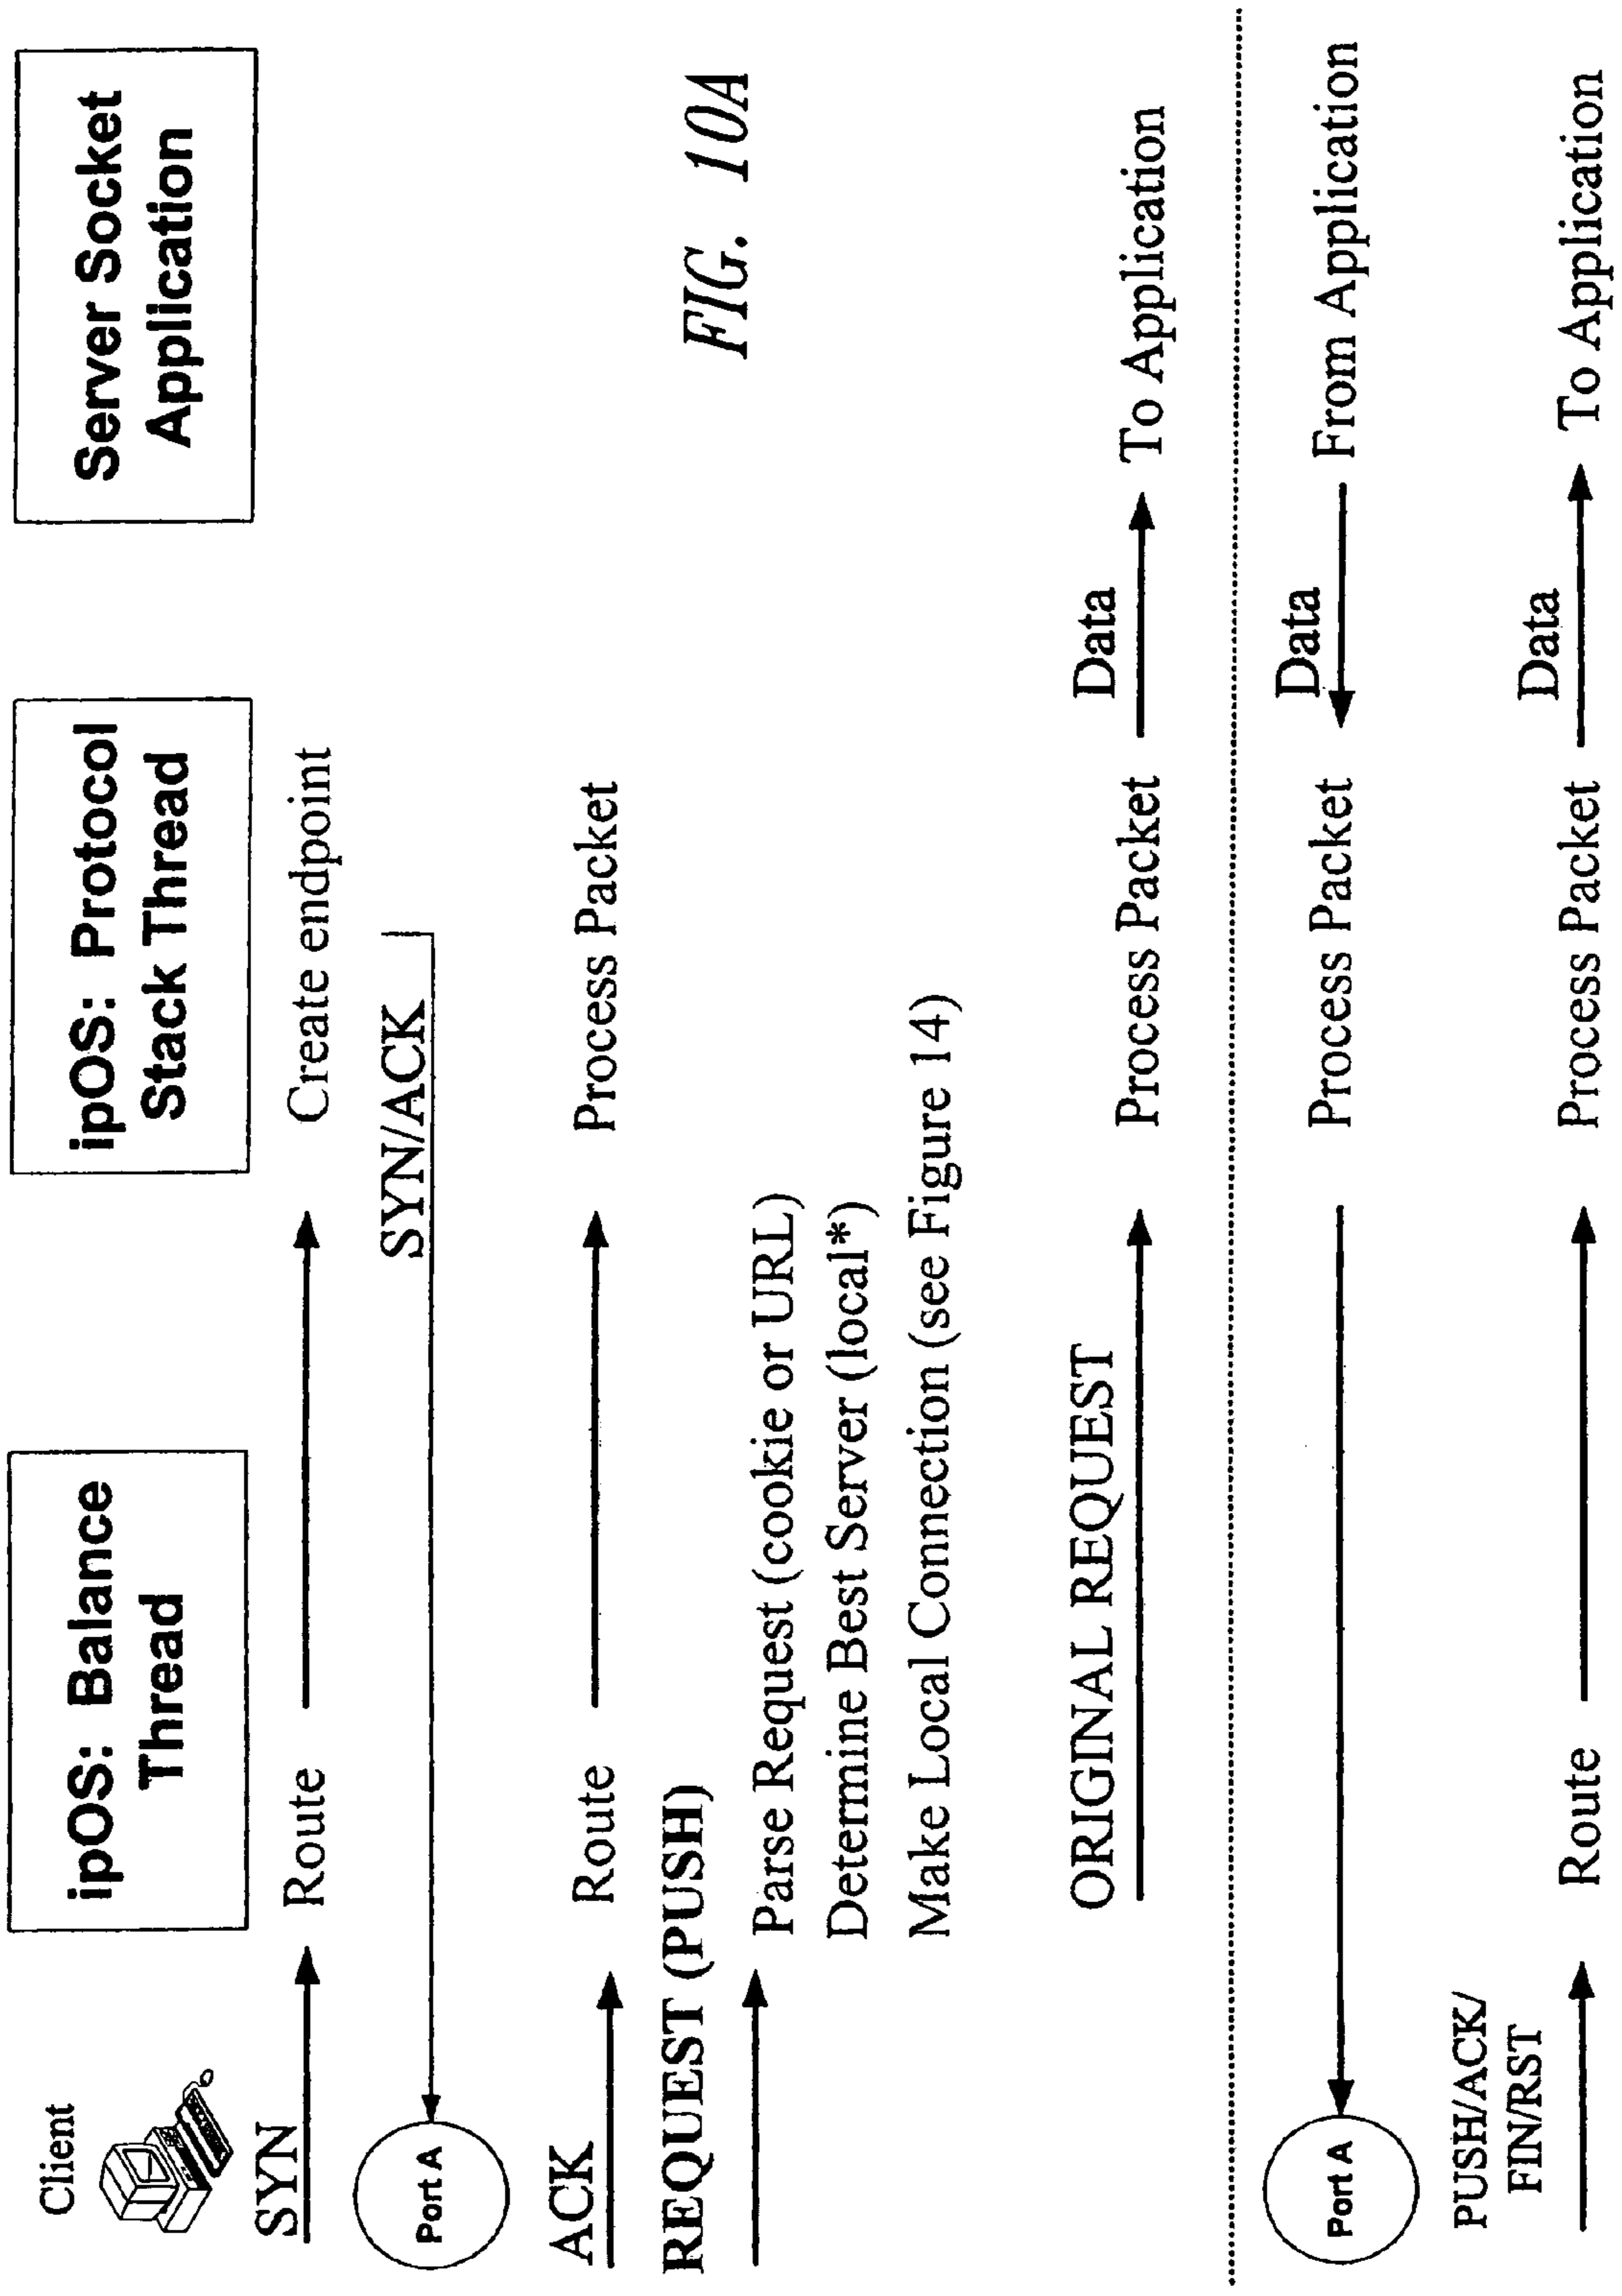 Client
ipOS: Balance
Thread
ipOS: Protocol
Stack Thread
Server Socket
Application
SYN
Route
Create endpoint
SYN/ACK
Port A
ACK
Route
Process Packet
REQUEST (PUSH)
Parse Request (cookie or URL)
Determine Best Server (local*)
Make Local Connection (see Figure 14)
FIG. 10A
ORIGINAL REQUEST
Process Packet
Data
To Application
Port A
Process Packet
Data
From Application
PUSH/ACK/
FIN/RST
Route
Process Packet
Data
To Application